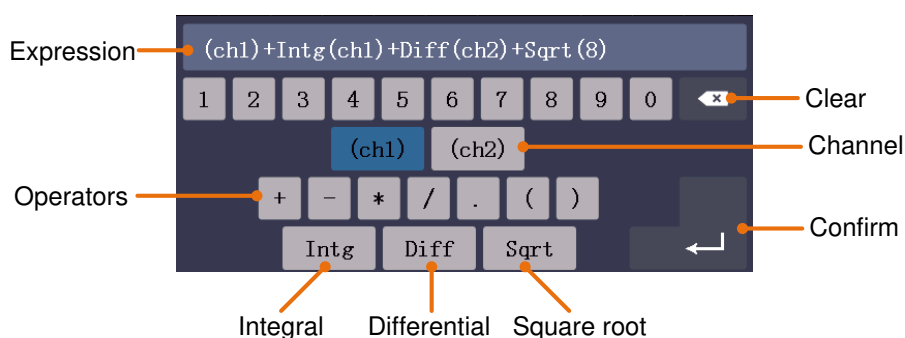 Expression
(ch1)+Intg(ch1)+Diff(ch2)+Sqrt(8)
1 2 3 4 5 6 7 8 9 0
Clear
(ch1) (ch2)
Channel
Operators
+ - * / . ( )
Confirm
Intg Diff Sqrt
Integral Differential Square root